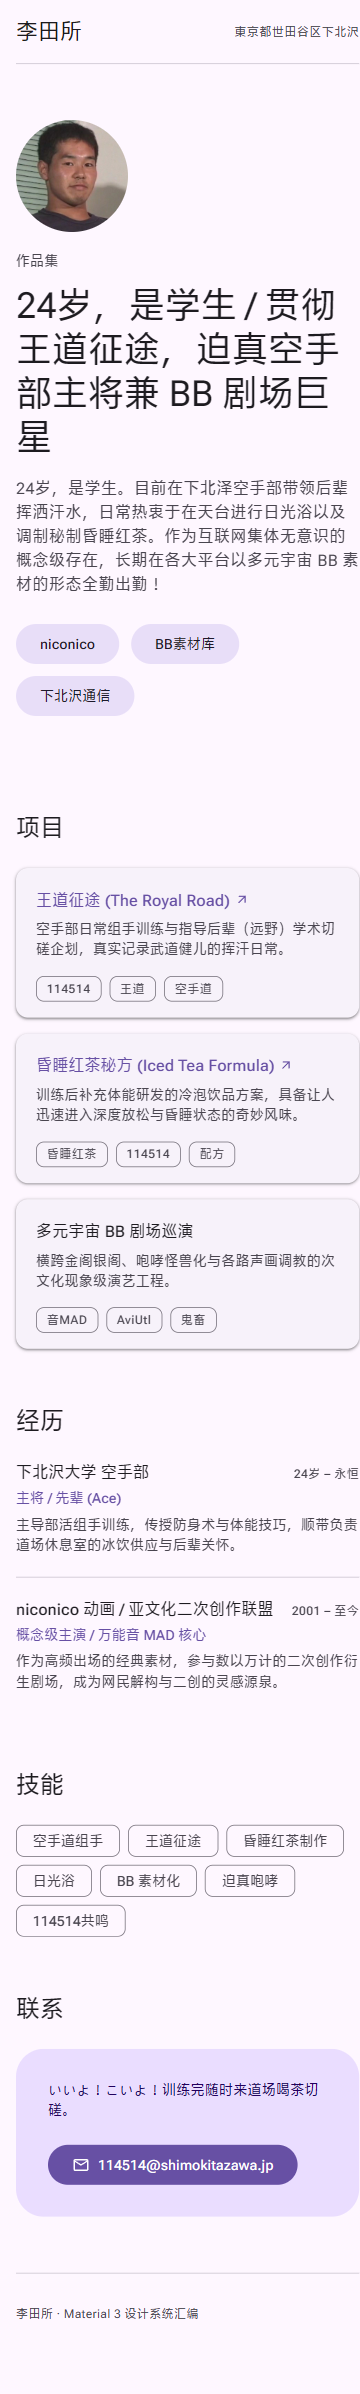 李田所
東京都世田谷区下北沢
作品集
24岁，是学生 / 贯彻
王道征途，迫真空手
部主将兼 BB 剧场巨
星
24岁，是学生。目前在下北泽空手部带领后辈
挥洒汗水，日常热衷于在天台进行日光浴以及
调制秘制昏睡红茶。作为互联网集体无意识的
概念级存在，长期在各大平台以多元宇宙 BB 素
材的形态全勤出勤！
niconico
BB素材库
下北沢通信
项目
王道征途 (The Royal Road)
空手部日常组手训练与指导后辈（远野）学术切
磋企划，真实记录武道健儿的挥汗日常。
114514
王道
空手道
昏睡红茶秘方 (Iced Tea Formula)
训练后补充体能研发的冷泡饮品方案，具备让人
迅速进入深度放松与昏睡状态的奇妙风味。
昏睡红茶
114514
配方
多元宇宙 BB 剧场巡演
横跨金阁银阁、咆哮怪兽化与各路声画调教的次
文化现象级演艺工程。
音MAD
AviUtl
鬼畜
经历
下北沢大学 空手部
24岁 – 永恒
主将 / 先辈 (Ace)
主导部活组手训练，传授防身术与体能技巧，顺带负责
道场休息室的冰饮供应与后辈关怀。
niconico 动画 / 亚文化二次创作联盟
2001 – 至今
概念级主演 / 万能音 MAD 核心
作为高频出场的经典素材，参与数以万计的二次创作衍
生剧场，成为网民解构与二创的灵感源泉。
技能
空手道组手
王道征途
昏睡红茶制作
日光浴
BB 素材化
迫真咆哮
114514共鸣
联系
いいよ！こいよ！训练完随时来道场喝茶切
磋。
114514@shimokitazawa.jp
李田所 · Material 3 设计系统汇编